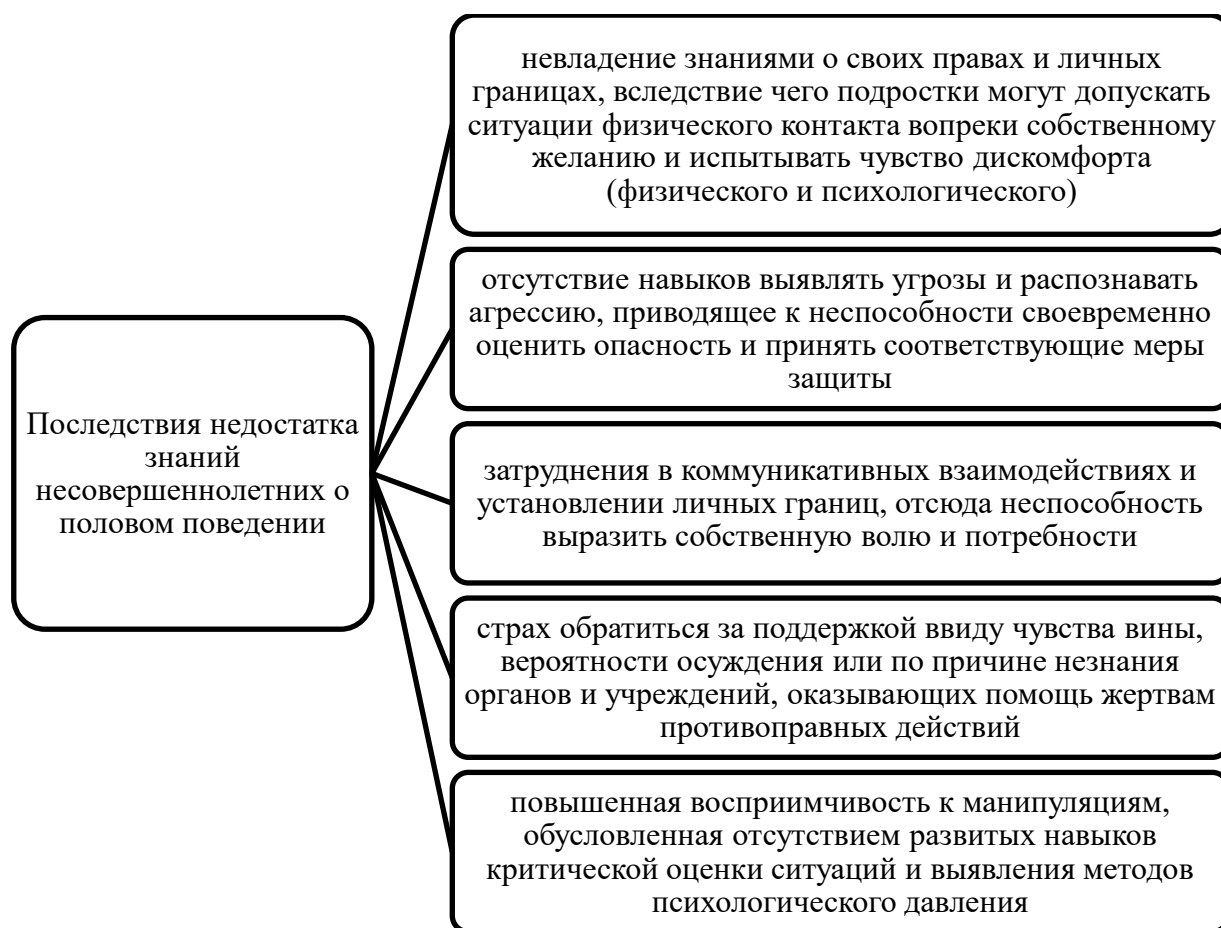 Последствия недостатка
знаний
несовершеннолетних о
половом поведении
невладение знаниями о своих правах и личных
границах, вследствие чего подростки могут допускать
ситуации физического контакта вопреки собственному
желанию и испытывать чувство дискомфорта
(физического и психологического)
отсутствие навыков выявлять угрозы и распознавать
агрессию, приводящее к неспособности своевременно
оценить опасность и принять соответствующие меры
защиты
затруднения в коммуникативных взаимодействиях и
установлении личных границ, отсюда неспособность
выразить собственную волю и потребности
страх обратиться за поддержкой ввиду чувства вины,
вероятности осуждения или по причине незнания
органов и учреждений, оказывающих помощь жертвам
противоправных действий
повышенная восприимчивость к манипуляциям,
обусловленная отсутствием развитых навыков
критической оценки ситуаций и выявления методов
психологического давления